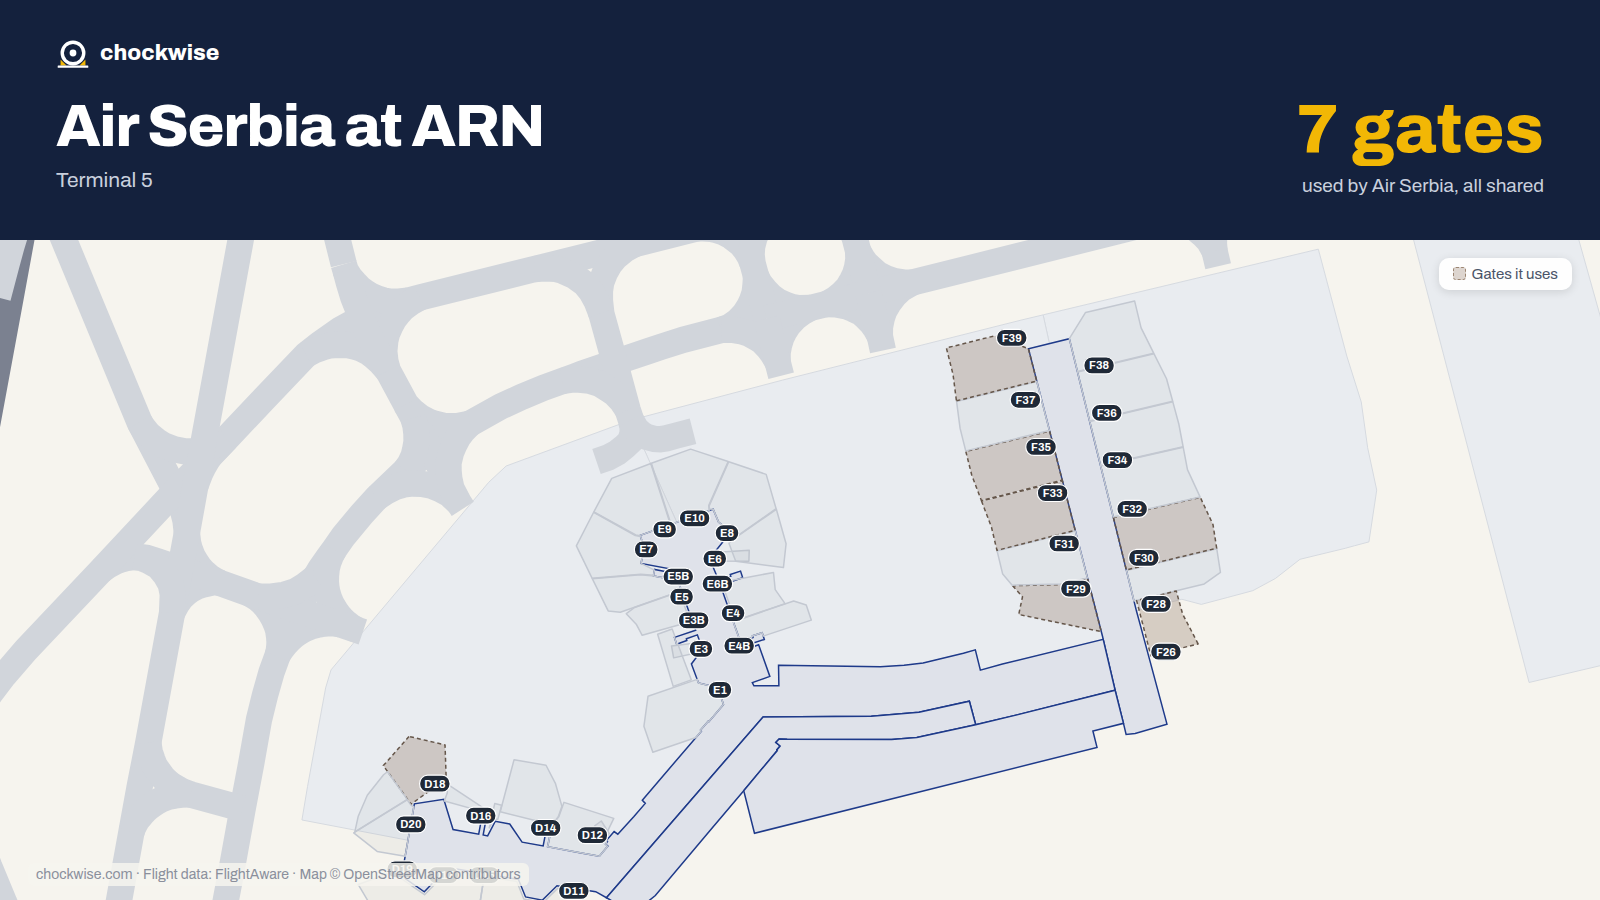 chockwise
Air Serbia at ARN
Terminal 5
7 gates
used by Air Serbia, all shared
Gates it uses
F39
F38
F37
F36
F35
F34
F33
F32
F31
F30
F29
F28
F26
E10
E9
E8
E7
E6
E5B
E6B
E5
E4
E3B
E4B
E3
E1
D18
D16
D20
D14
D12
D11
chockwise.com · Flight data: FlightAware · Map © OpenStreetMap contributors